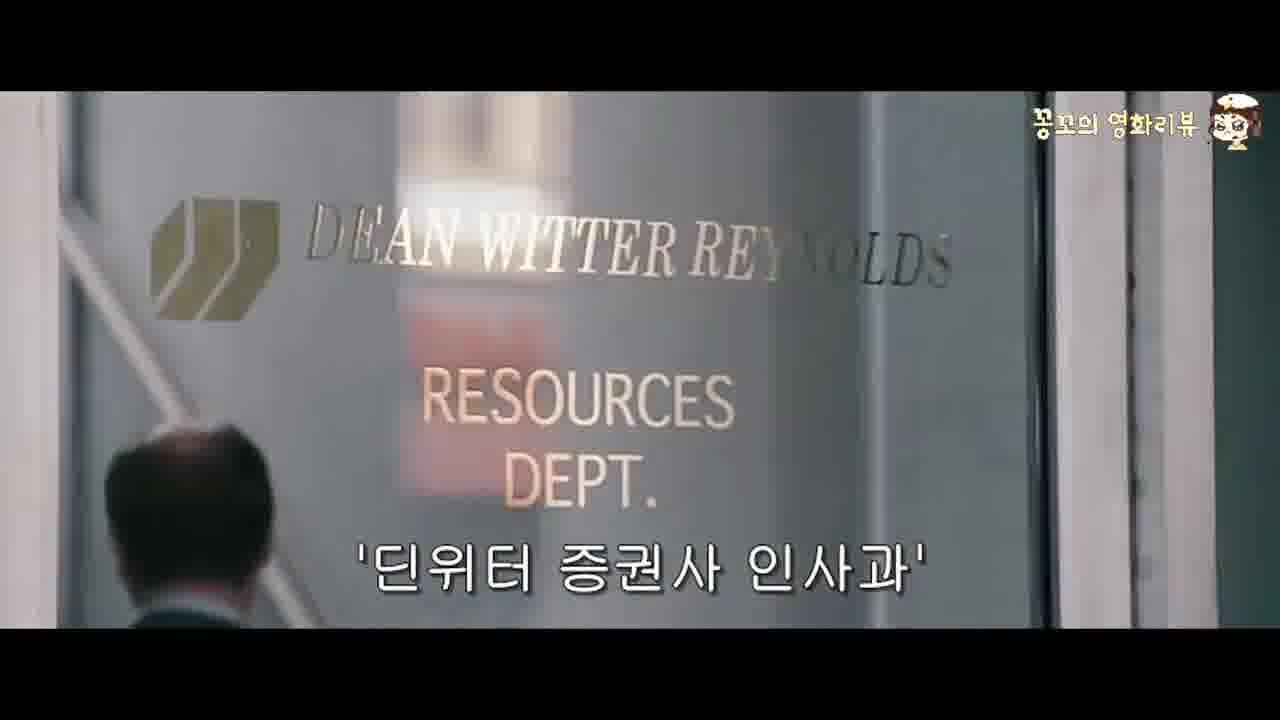 꽁꼬의 영화리뷰
DEAN WITTER REYNOLDS
RESOURCES
DEPT.
'딘위터 증권사 인사과'